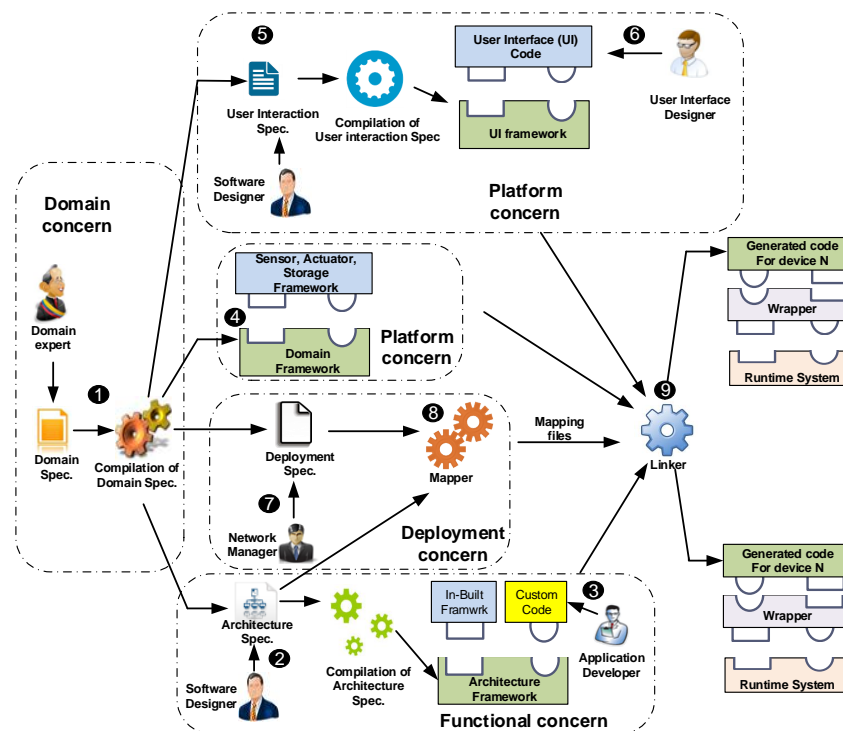 5
6
User Interface (UI)
Code
User Interaction
Spec.
Compilation of
User interaction Spec
UI framework
User Interface
Designer
Software
Designer
Platform
concern
Domain
concern
Domain
expert
1
Domain
Spec.
Compilation of
Domain Spec.
Sensor, Actuator,
Storage
Framework
4
Domain
Framework
Platform
concern
Generated code
For device N
Wrapper
Runtime System
8
Deployment
Spec.
Mapper
7
Network
Manager
Deployment
concern
Mapping
files
9
Linker
Architecture
Spec.
2
Software
Designer
Compilation of
Architecture
Spec.
In-Built
Framwrk
Custom
Code
3
Application
Developer
Architecture
Framework
Functional concern
Generated code
For device N
Wrapper
Runtime System